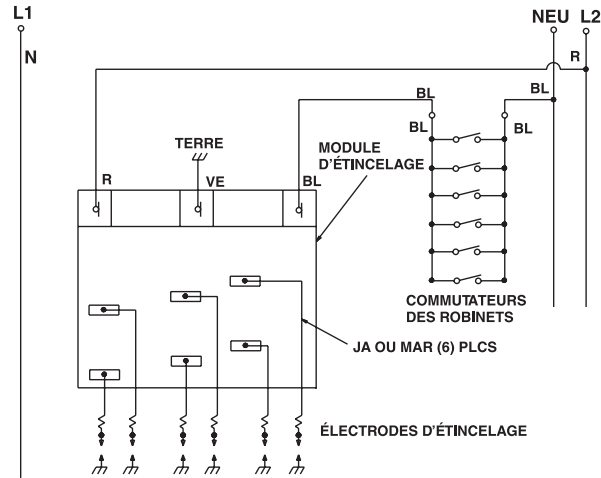 L1
NEU L2
N
R
BL
BL
BL
BL
TERRE
MODULE
D'ÉTINCELAGE
R
VE
BL
COMMUTATEURS
DES ROBINETS
JA OU MAR (6) PLCS
ÉLECTRODES D'ÉTINCELAGE